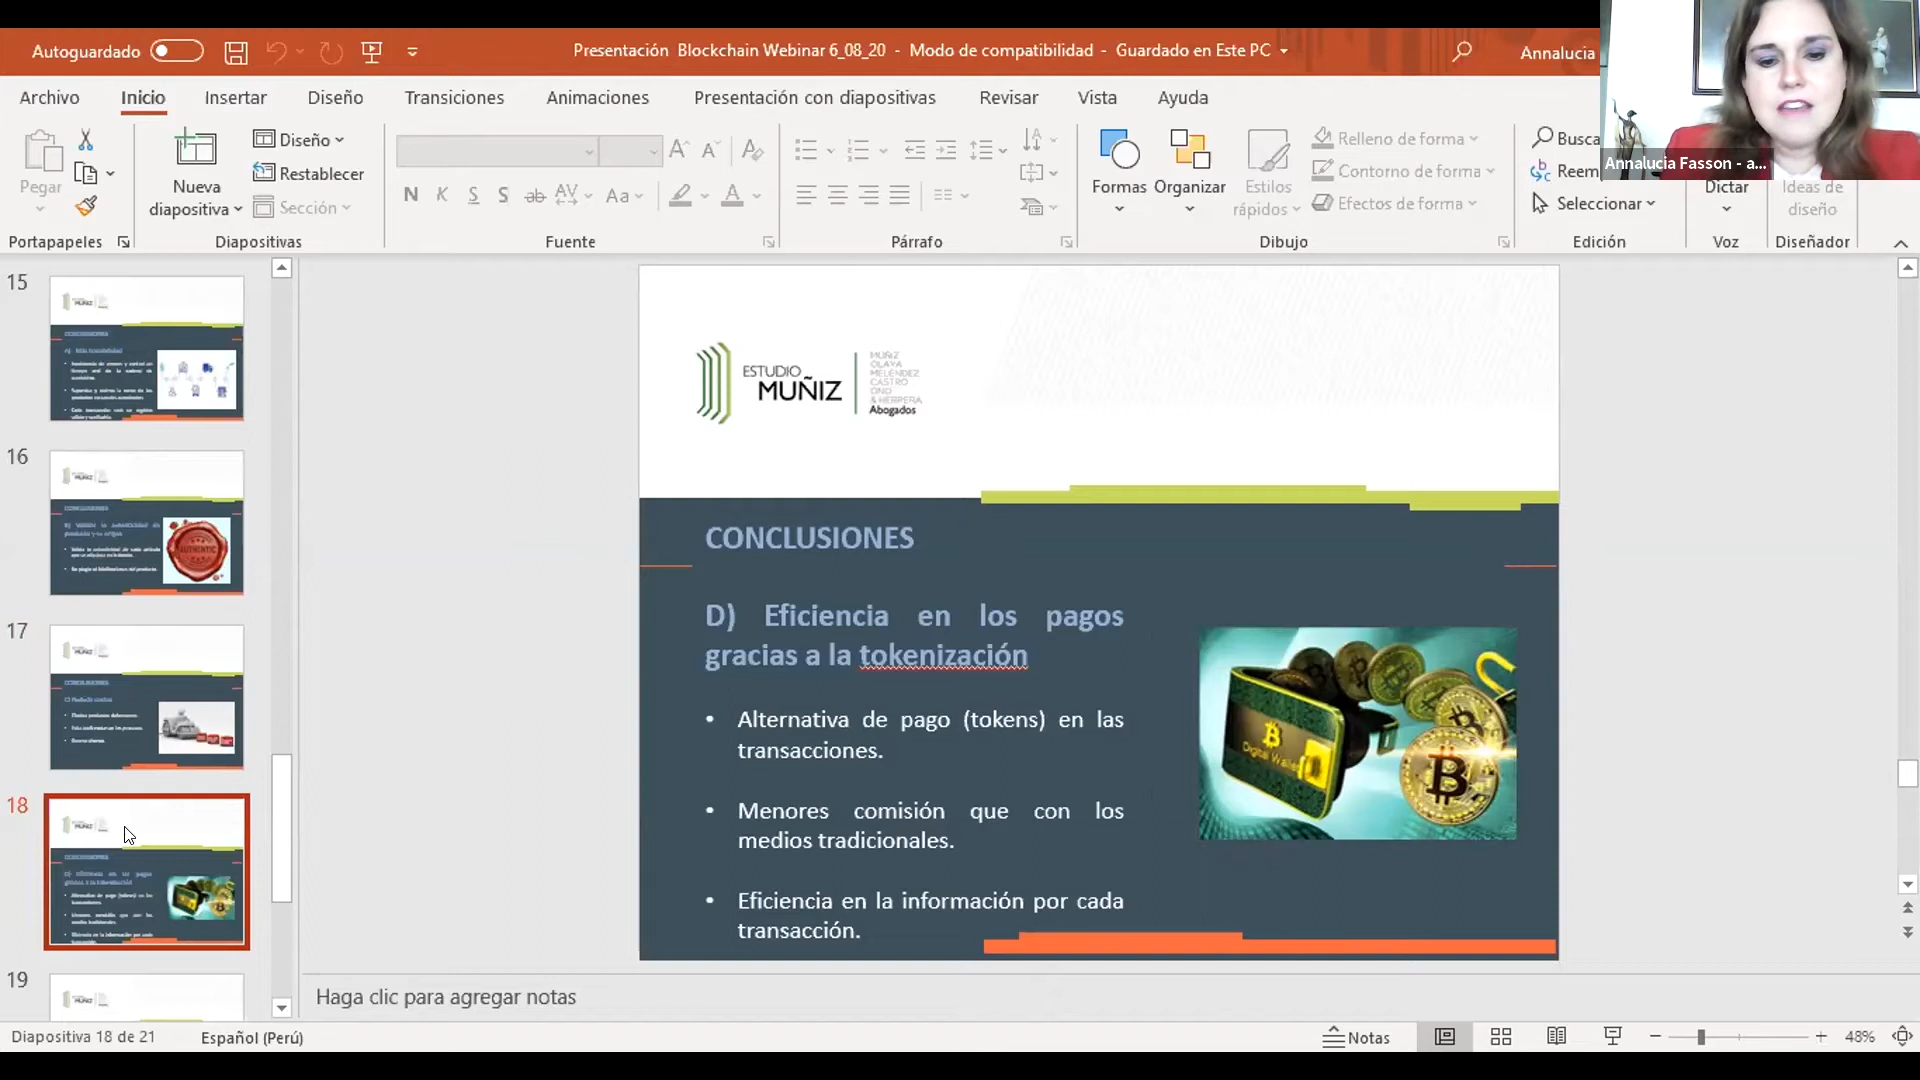 Autoguardado
Presentación Blockchain Webinar 6_08_20 - Modo de compatibilidad - Guardado en Este PC
Annalucia
Archivo Inicio Insertar Diseño Transiciones Animaciones Presentación con diapositivas Revisar Vista Ayuda
Pegar
Nueva
diapositiva
Diseño
Restablecer
Sección
N K S S ab AV Aa A
Formas
Organizar
Estilos
rápidos
Relleno de forma
Contorno de forma
Efectos de forma
Busca
Reem
Seleccionar
Dictar
Ideas de
diseño
Annalucia Fasson - a...
Portapapeles Diapositivas Fuente Párrafo Dibujo Edición Voz Diseñador
15
16
AUTHENTIC
17
18
19
ESTUDIO
MUÑIZ
MUÑIZ
OLAYA
MELÉNDEZ
CASTRO
ONO
& HERRERA
Abogados
CONCLUSIONES
D) Eficiencia en los pagos
gracias a la tokenización
• Alternativa de pago (tokens) en las
transacciones.
• Menores comisión que con los
medios tradicionales.
• Eficiencia en la información por cada
transacción.
Digital Wallet
Haga clic para agregar notas
Diapositiva 18 de 21
Español (Perú)
Notas
48%